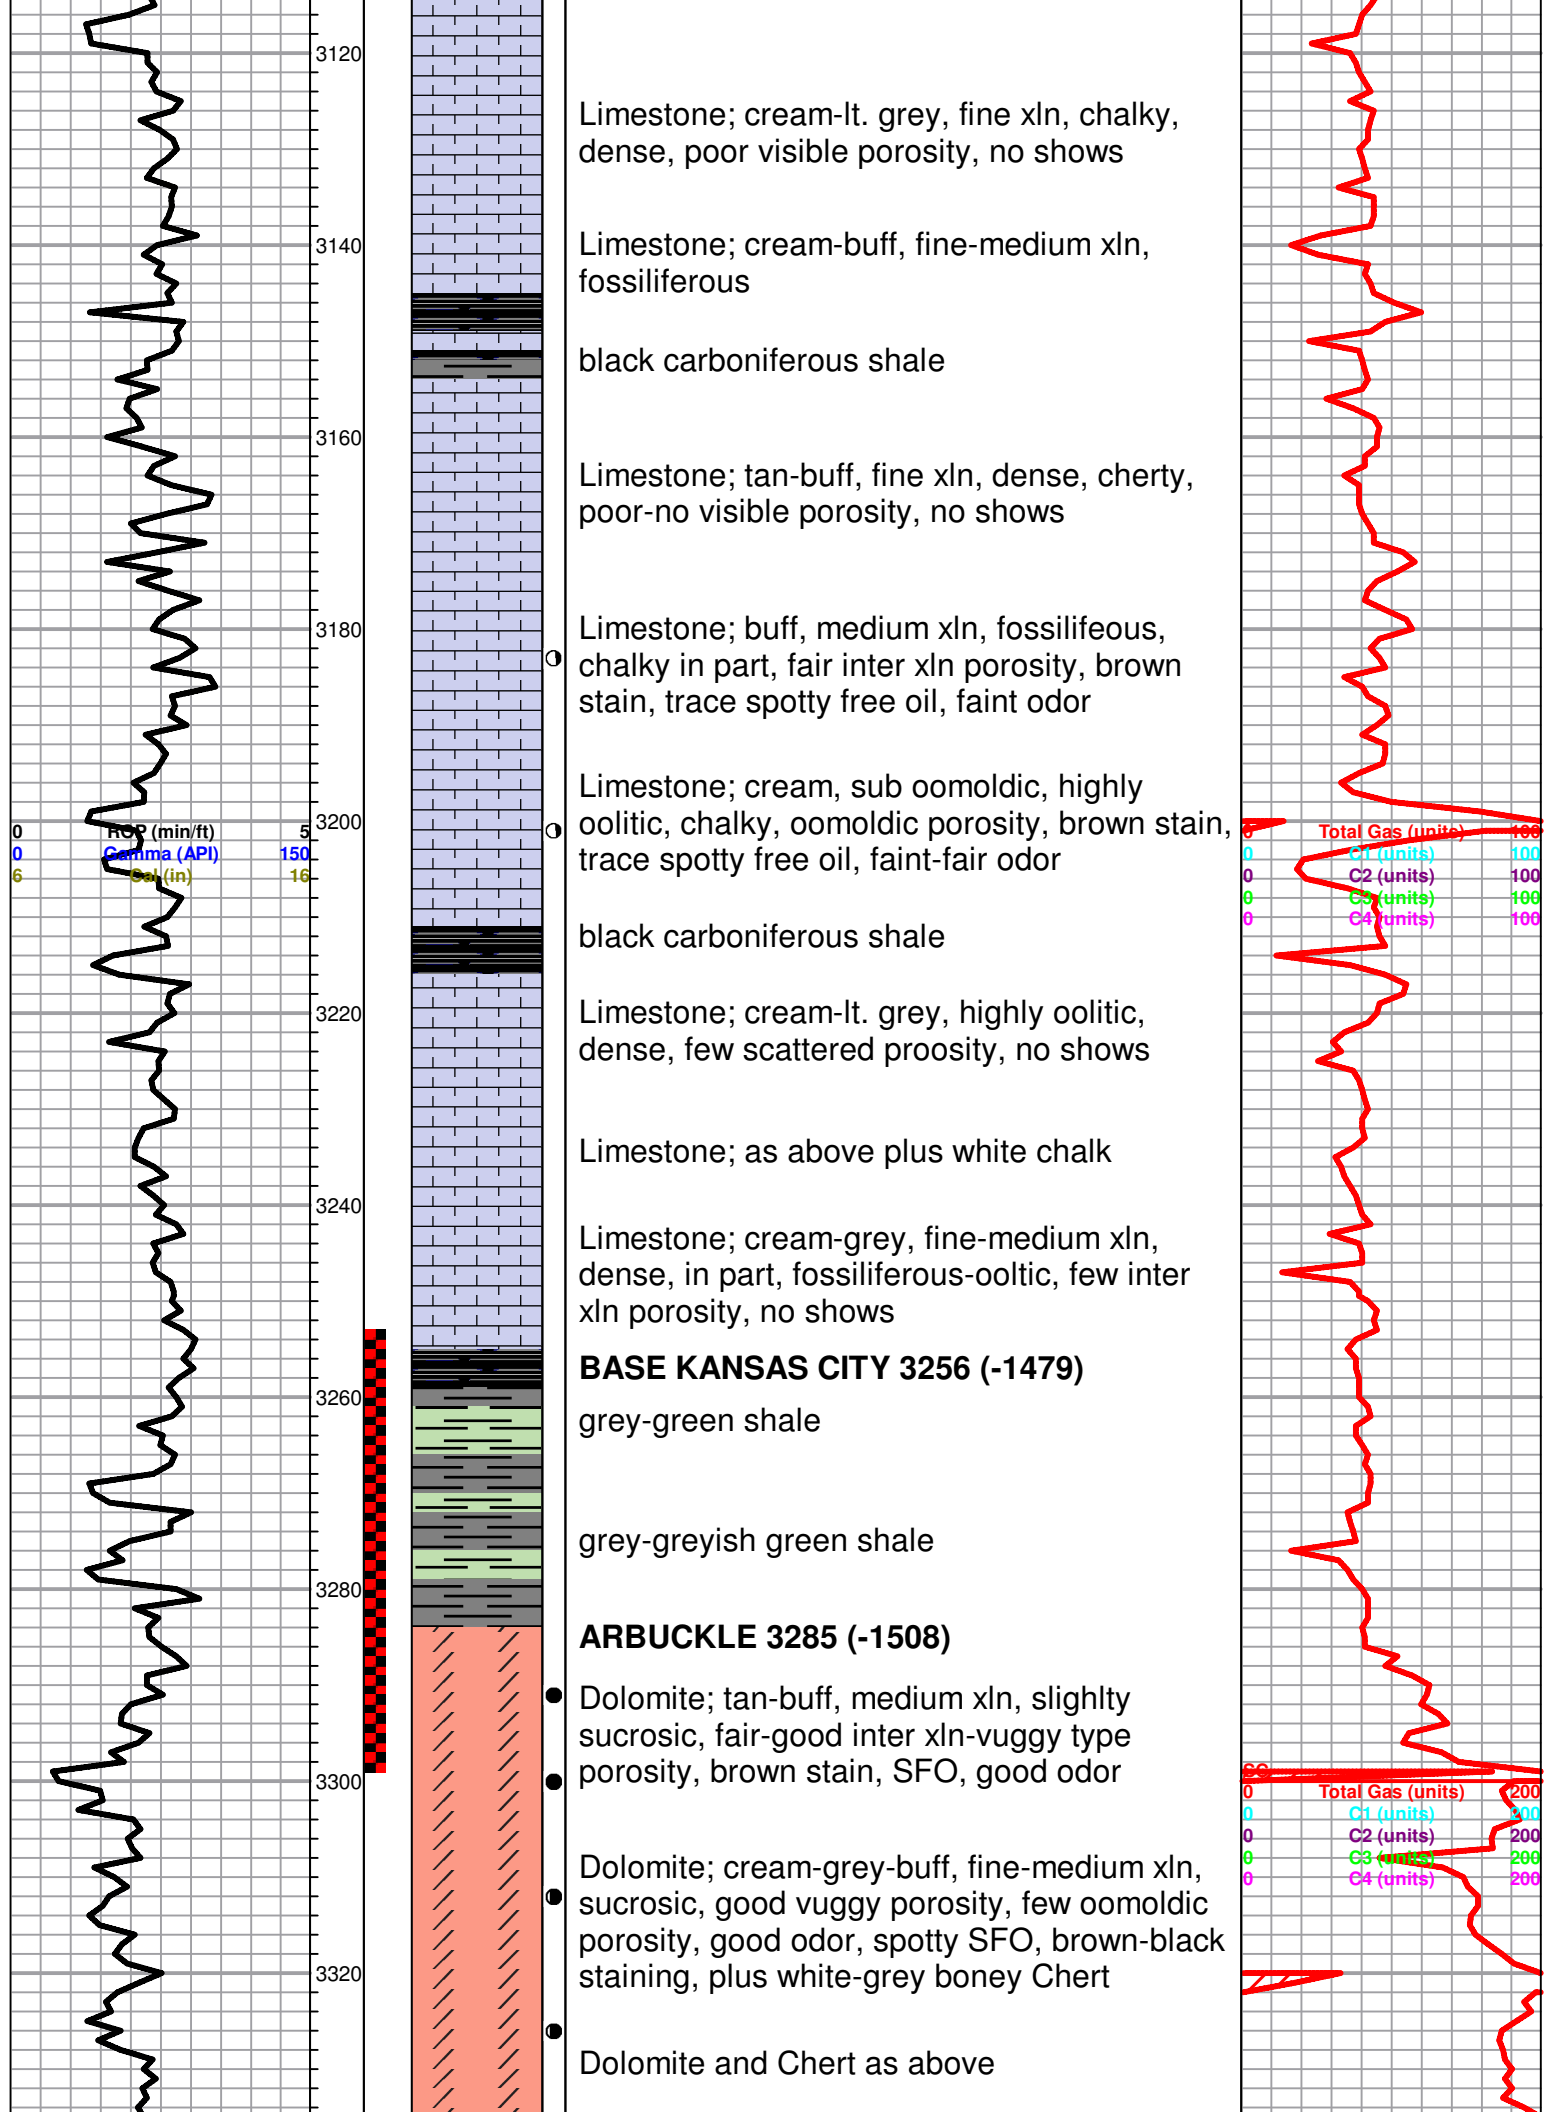 3120
Limestone; cream-lt. grey, fine xln, chalky,
dense, poor visible porosity, no shows
3140
Limestone; cream-buff, fine-medium xln,
fossiliferous
black carboniferous shale
3160
Limestone; tan-buff, fine xln, dense, cherty,
poor-no visible porosity, no shows
3180
Limestone; buff, medium xln, fossilifeous,
chalky in part, fair inter xln porosity, brown
stain, trace spotty free oil, faint odor
Limestone; cream, sub oomoldic, highly
oolitic, chalky, oomoldic porosity, brown stain,
trace spotty free oil, faint-fair odor
3200
0 ROP (min/ft) 5
0 Gamma (API) 150
6 Cal (in) 16
0 Total Gas (units) 100
0 C1 (units) 100
0 C2 (units) 100
0 C3 (units) 100
0 C4 (units) 100
black carboniferous shale
3220
Limestone; cream-lt. grey, highly oolitic,
dense, few scattered proosity, no shows
Limestone; as above plus white chalk
3240
Limestone; cream-grey, fine-medium xln,
dense, in part, fossiliferous-ooltic, few inter
xln porosity, no shows
BASE KANSAS CITY 3256 (-1479)
3260
grey-green shale
grey-greyish green shale
3280
ARBUCKLE 3285 (-1508)
Dolomite; tan-buff, medium xln, slighlty
sucrosic, fair-good inter xln-vuggy type
porosity, brown stain, SFO, good odor
3300
SC
0 Total Gas (units) 200
0 C1 (units) 200
0 C2 (units) 200
0 C3 (units) 200
0 C4 (units) 200
Dolomite; cream-grey-buff, fine-medium xln,
sucrosic, good vuggy porosity, few oomoldic
porosity, good odor, spotty SFO, brown-black
staining, plus white-grey boney Chert
3320
Dolomite and Chert as above